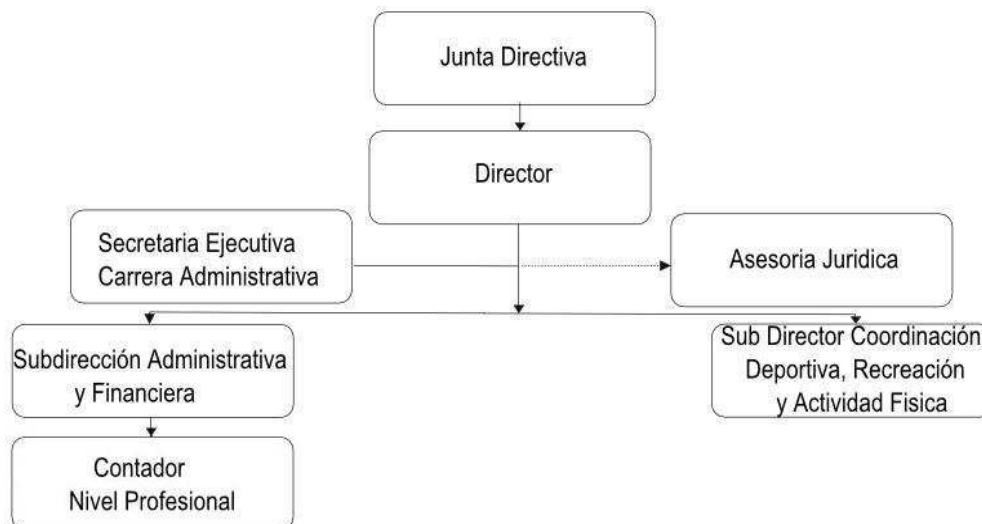 Junta Directiva
Director
Secretaria Ejecutiva
Carrera Administrativa
Asesoria Juridica
Subdirección Administrativa
y Financiera
Sub Director Coordinación
Deportiva, Recreación
y Actividad Fisica
Contador
Nivel Profesional